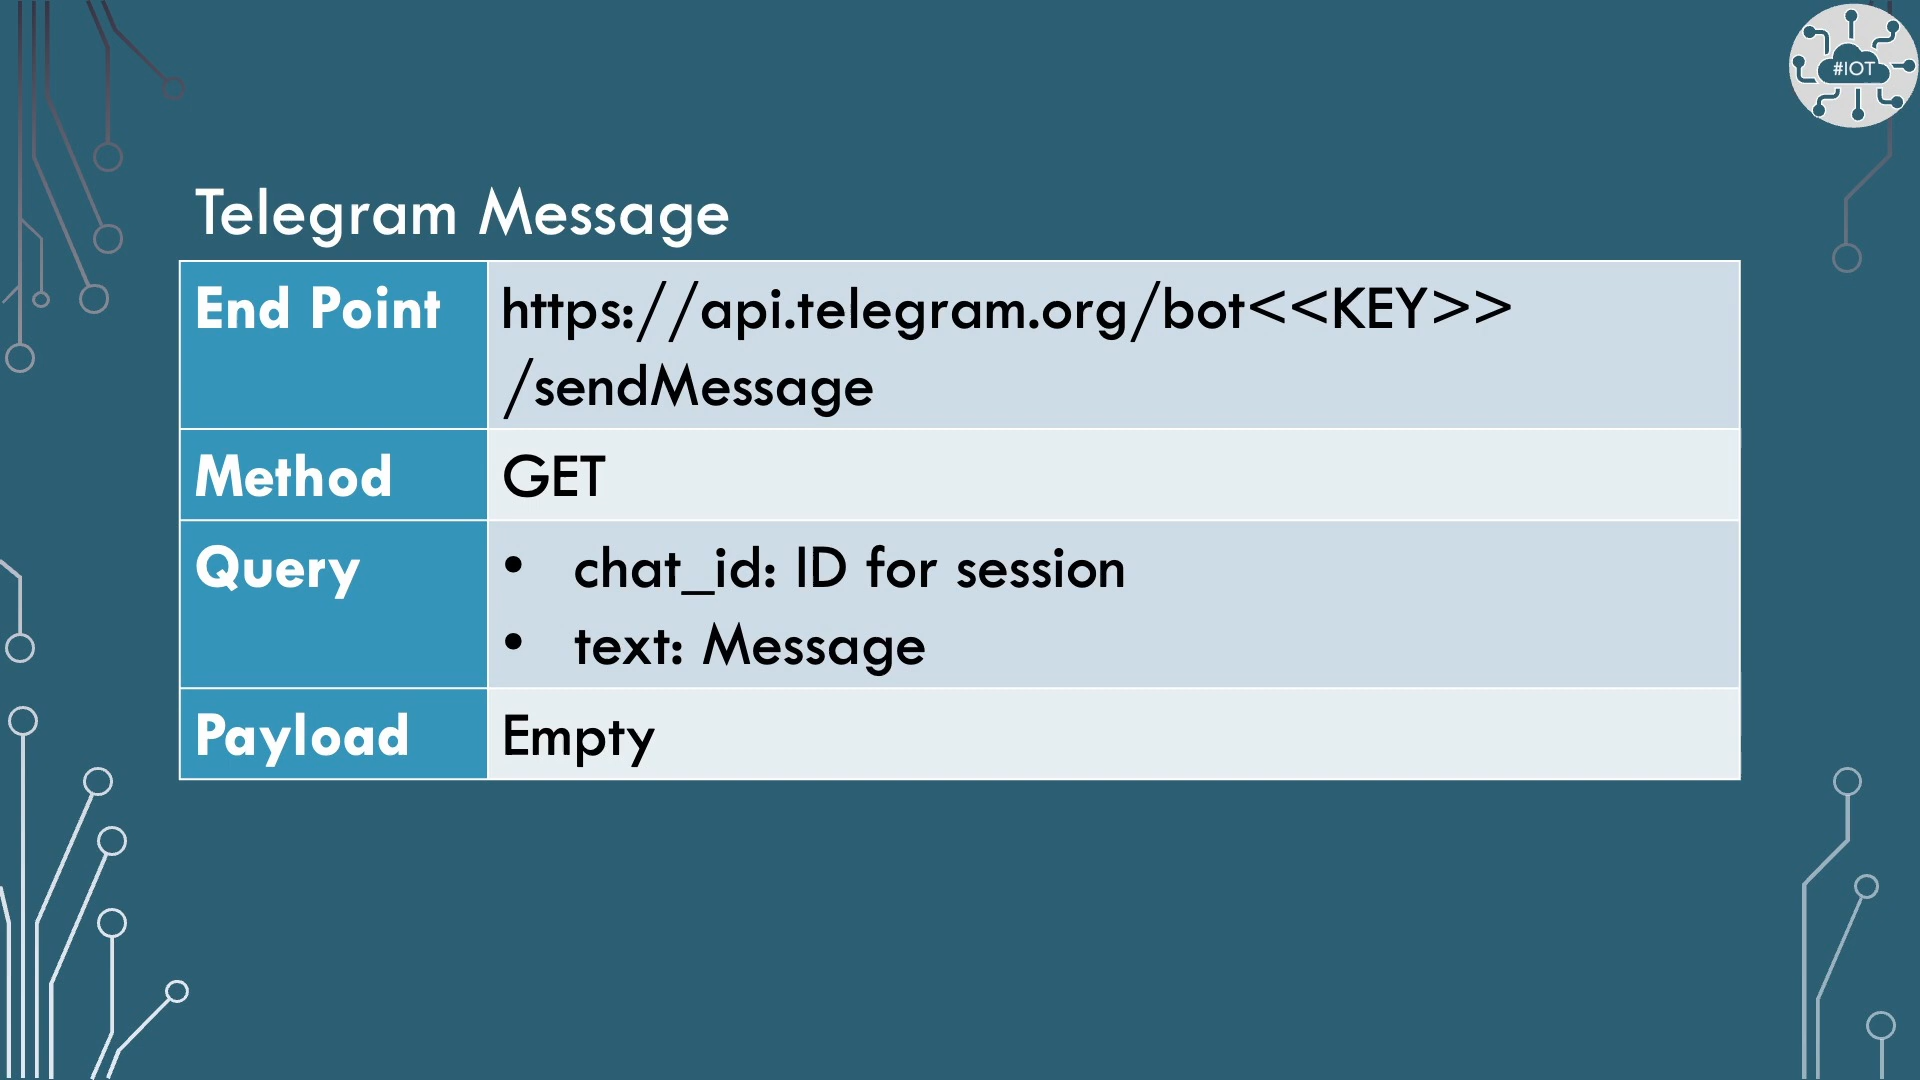 #IOT
Telegram Message
End Point
https://api.telegram.org/bot<<KEY>>
/sendMessage
Method
GET
Query
• chat_id: ID for session
• text: Message
Payload
Empty